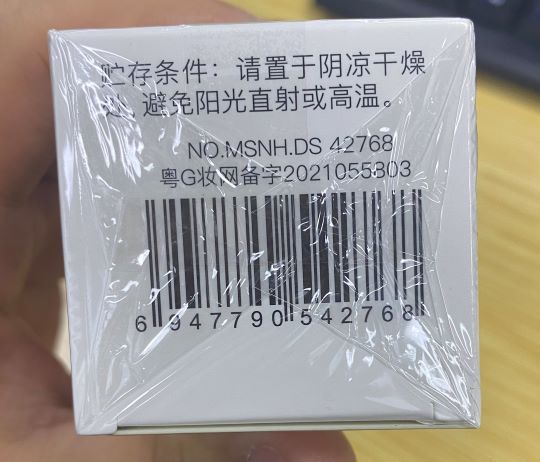 贮存条件：请置于阴凉干燥
处, 避免阳光直射或高温。
NO.MSNH.DS 42768
粤G妆网备字2021055803
6 947790 542768